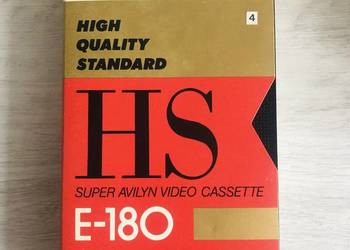 HIGH
QUALITY
STANDARD
4
HS
SUPER AVILYN VIDEO CASSETTE
E-180